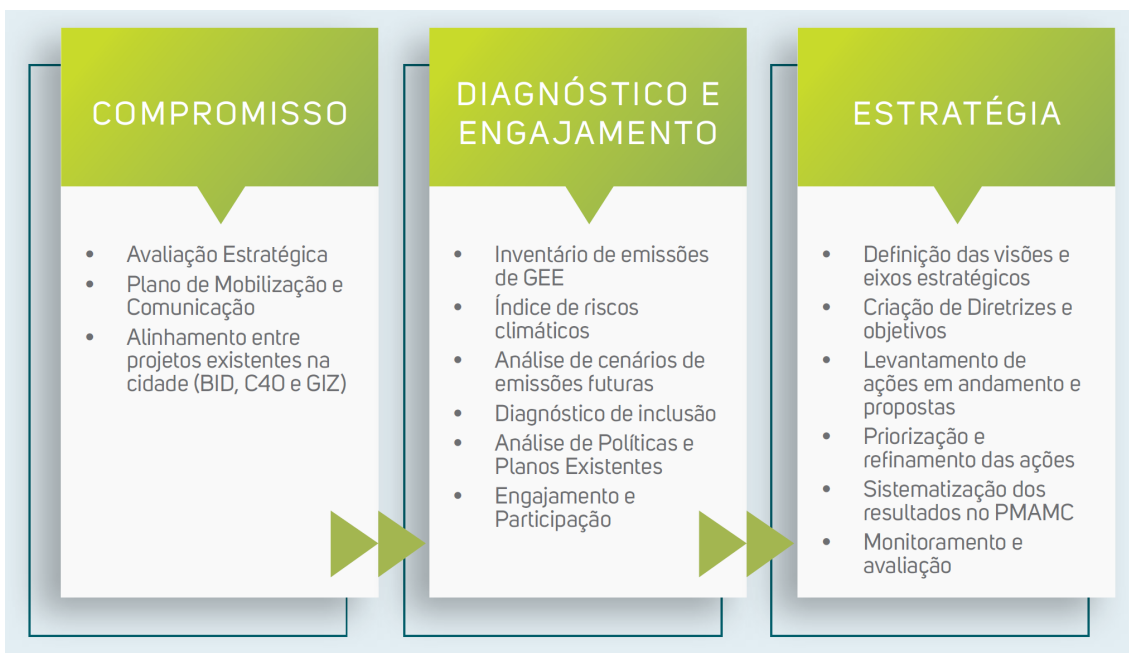 COMPROMISSO
• Avaliação Estratégica
• Plano de Mobilização e
Comunicação
• Alinhamento entre
projetos existentes na
cidade (BID, C40 e GIZ)
DIAGNÓSTICO E
ENGAJAMENTO
• Inventário de emissões
de GEE
• Índice de riscos
climáticos
• Análise de cenários de
emissões futuras
• Diagnóstico de inclusão
• Análise de Políticas e
Planos Existentes
• Engajamento e
Participação
ESTRATÉGIA
• Definição das visões e
eixos estratégicos
• Criação de Diretrizes e
objetivos
• Levantamento de
ações em andamento e
propostas
• Priorização e
refinamento das ações
• Sistematização dos
resultados no PMAMC
• Monitoramento e
avaliação